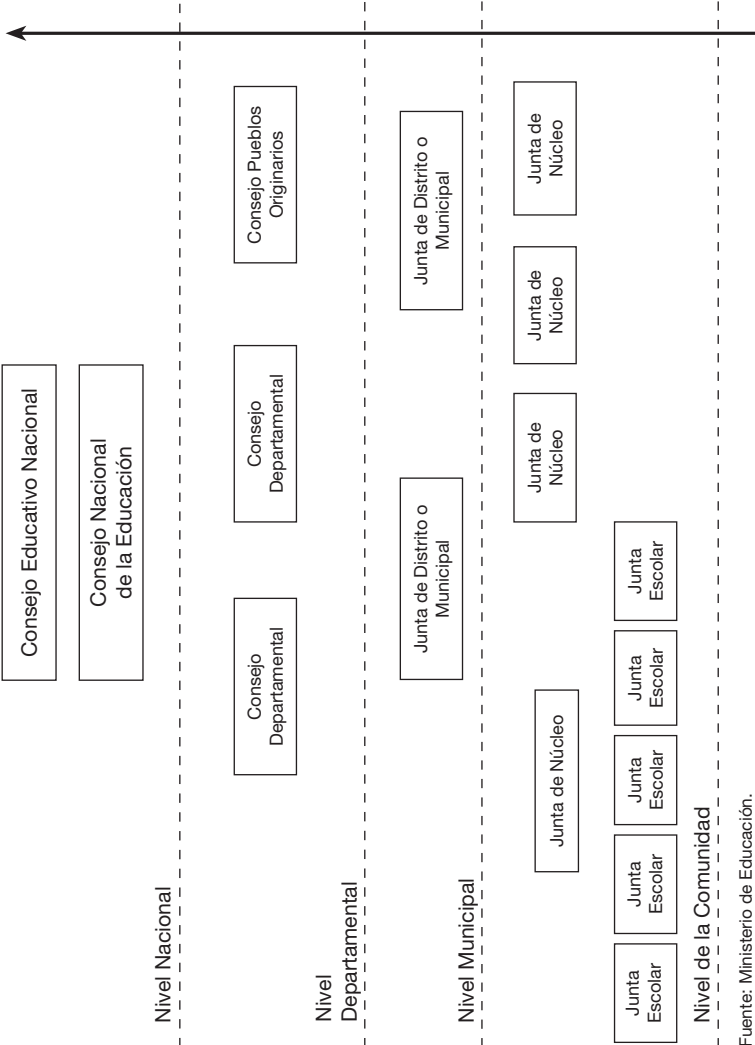 Consejo Educativo Nacional
Consejo Nacional
de la Educación
Nivel Nacional
Consejo
Departamental
Consejo
Departamental
Consejo Pueblos
Originarios
Nivel
Departamental
Junta de Distrito o
Municipal
Junta de Distrito o
Municipal
Nivel Municipal
Junta de Núcleo
Junta de
Núcleo
Junta de
Núcleo
Junta de
Núcleo
Junta
Escolar
Junta
Escolar
Junta
Escolar
Junta
Escolar
Junta
Escolar
Nivel de la Comunidad
Fuente: Ministerio de Educación.